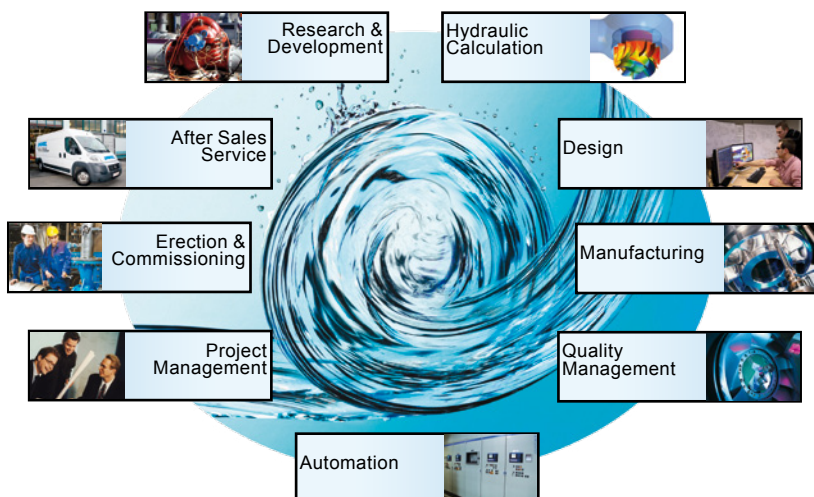 Research &
Development
Hydraulic
Calculation
After Sales
Service
Design
Erection &
Commissioning
Manufacturing
Project
Management
Quality
Management
Automation